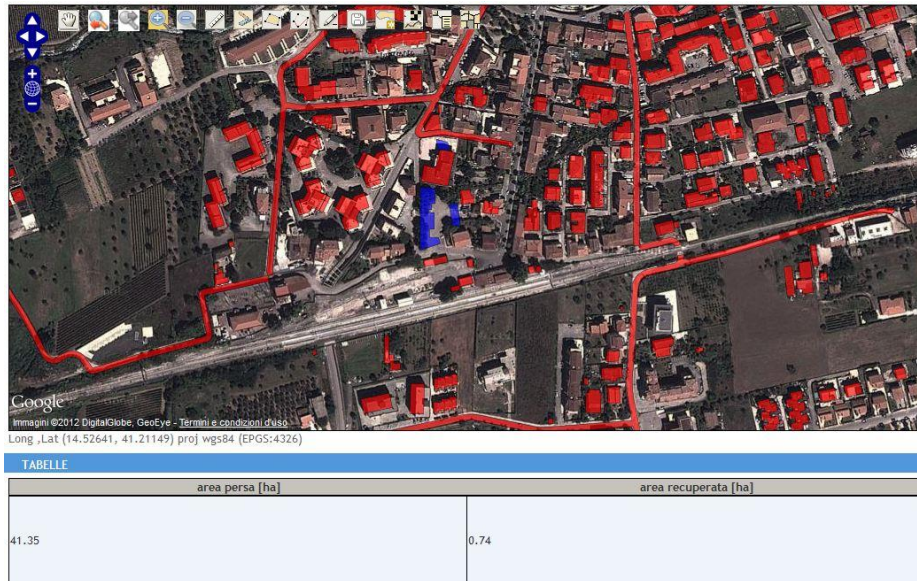 Google
Immagini ©2012 DigitalGlobe, GeoEye - Termini e condizioni d'uso
Long ,Lat (14.52641, 41.21149) proj wgs84 (EPGS:4326)
TABELLE
area persa [ha]
area recuperata [ha]
41.35
0.74